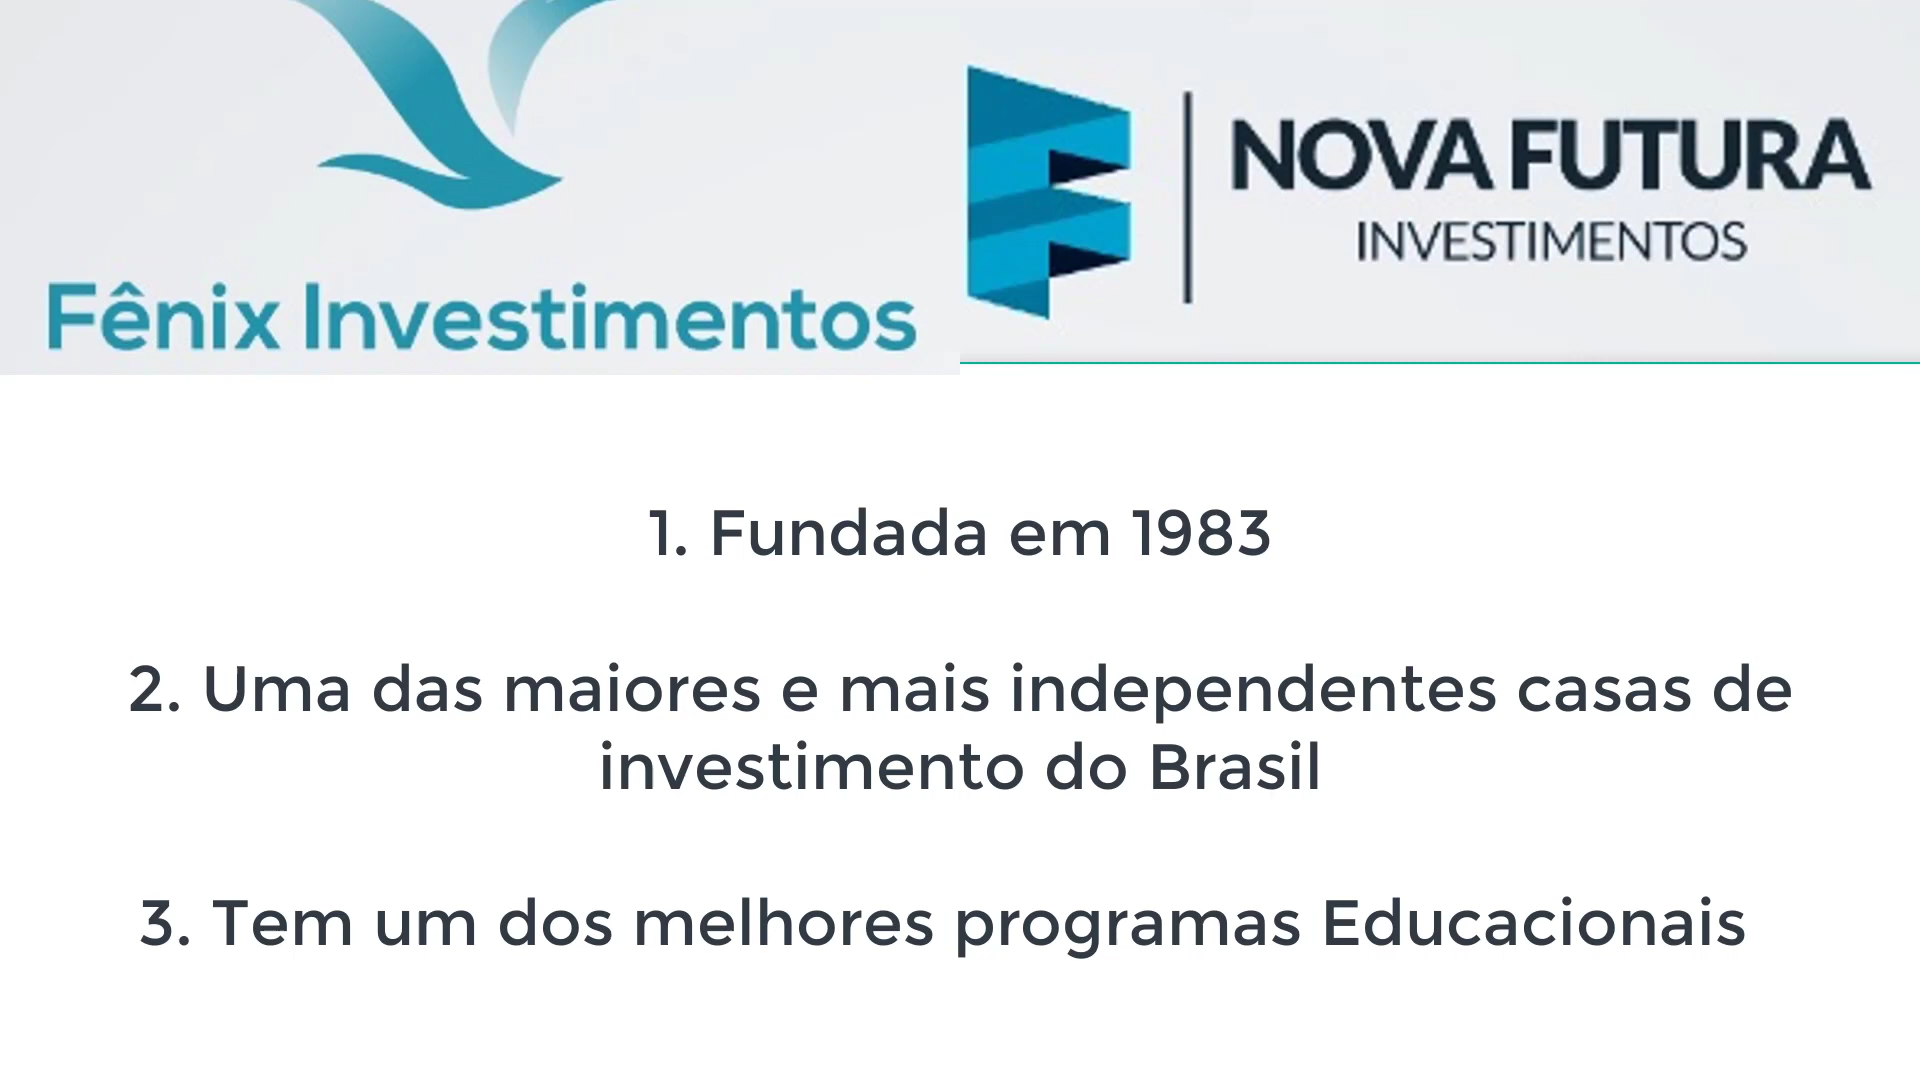 Fênix Investimentos
NOVA FUTURA
INVESTIMENTOS
1. Fundada em 1983
2. Uma das maiores e mais independentes casas de
investimento do Brasil
3. Tem um dos melhores programas Educacionais